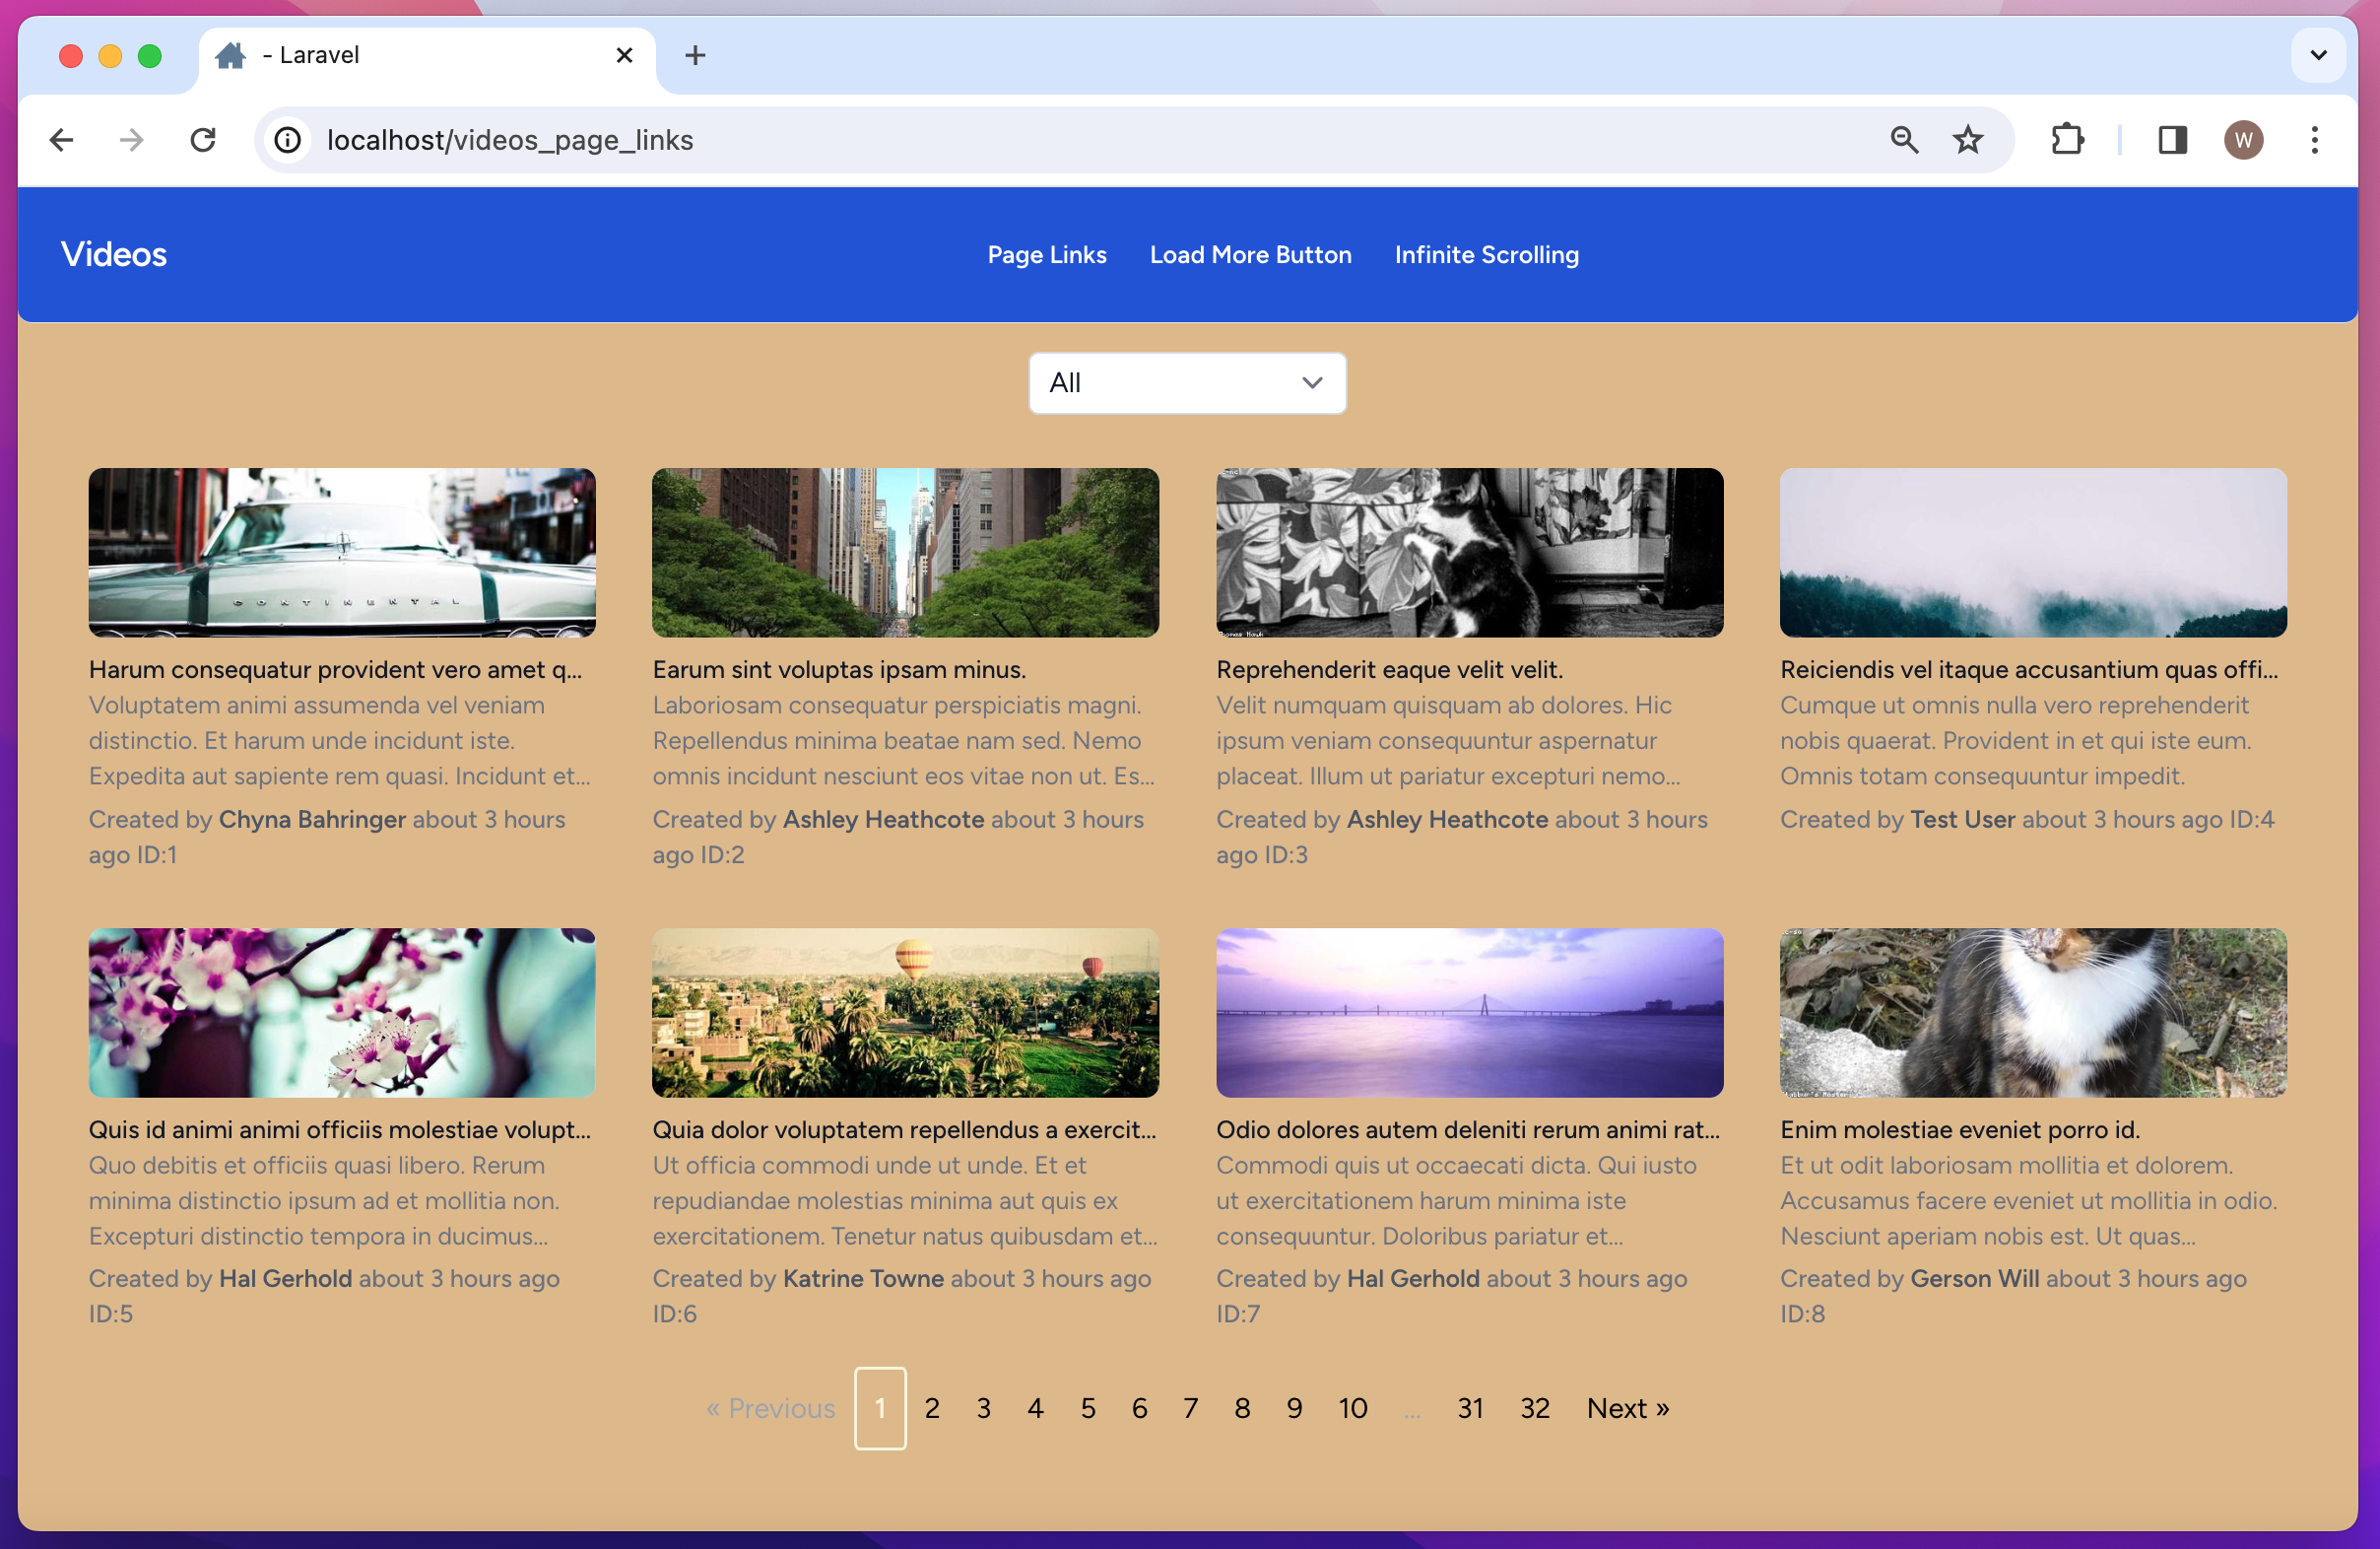 - Laravel
localhost/videos_page_links
W
Videos
Page Links
Load More Button
Infinite Scrolling
All
CONTINENTAL
Harum consequatur provident vero amet q...
Voluptatem animi assumenda vel veniam
distinctio. Et harum unde incidunt iste.
Expedita aut sapiente rem quasi. Incidunt et...
Created by Chyna Bahringer about 3 hours
ago ID:1
Earum sint voluptas ipsam minus.
Laboriosam consequatur perspiciatis magni.
Repellendus minima beatae nam sed. Nemo
omnis incidunt nesciunt eos vitae non ut. Es...
Created by Ashley Heathcote about 3 hours
ago ID:2
Reprehenderit eaque velit velit.
Velit numquam quisquam ab dolores. Hic
ipsum veniam consequuntur aspernatur
placeat. Illum ut pariatur excepturi nemo...
Created by Ashley Heathcote about 3 hours
ago ID:3
Reiciendis vel itaque accusantium quas offi...
Cumque ut omnis nulla vero reprehenderit
nobis quaerat. Provident in et qui iste eum.
Omnis totam consequuntur impedit.
Created by Test User about 3 hours ago ID:4
Quis id animi animi officiis molestiae volupt...
Quo debitis et officiis quasi libero. Rerum
minima distinctio ipsum ad et mollitia non.
Excepturi distinctio tempora in ducimus...
Created by Hal Gerhold about 3 hours ago
ID:5
Quia dolor voluptatem repellendus a exercit...
Ut officia commodi unde ut unde. Et et
repudiandae molestias minima aut quis ex
exercitationem. Tenetur natus quibusdam et...
Created by Katrine Towne about 3 hours ago
ID:6
Odio dolores autem deleniti rerum animi rat...
Commodi quis ut occaecati dicta. Qui iusto
ut exercitationem harum minima iste
consequuntur. Doloribus pariatur et...
Created by Hal Gerhold about 3 hours ago
ID:7
Enim molestiae eveniet porro id.
Et ut odit laboriosam mollitia et dolorem.
Accusamus facere eveniet ut mollitia in odio.
Nesciunt aperiam nobis est. Ut quas...
Created by Gerson Will about 3 hours ago
ID:8
« Previous 1 2 3 4 5 6 7 8 9 10 ... 31 32 Next »